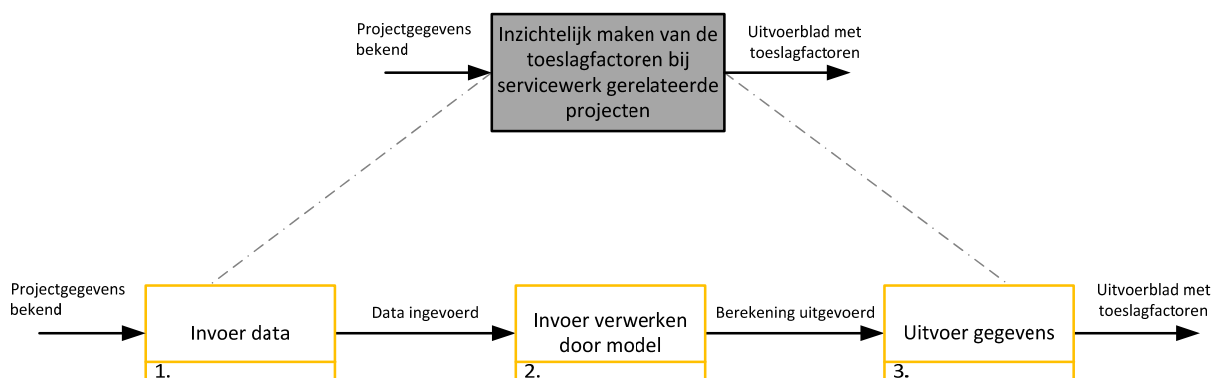 Projectgegevens
bekend
Inzichtelijk maken van de
toeslagfactoren bij
servicewerk gerelateerde
projecten
Uitvoerblad met
toeslagfactoren
Projectgegevens
bekend
Invoer data
1.
Data ingevoerd
Invoer verwerken
door model
2.
Berekening uitgevoerd
Uitvoer gegevens
3.
Uitvoerblad met
toeslagfactoren